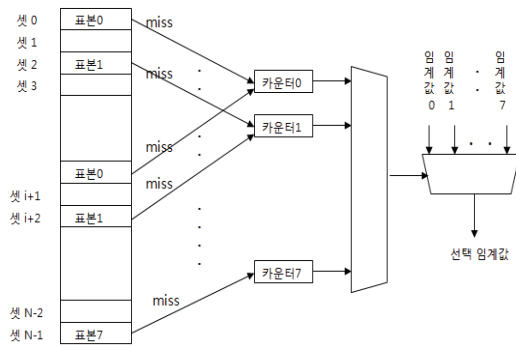 셋 0
표본0
miss
셋 1
셋 2
표본1
miss
셋 3
카운터0
카운터1
miss
표본0
miss
셋 i+1
셋 i+2
표본1
카운터7
miss
셋 N-2
셋 N-1
표본7
임계값 0
임계값 1
임계값 7
선택 임계값